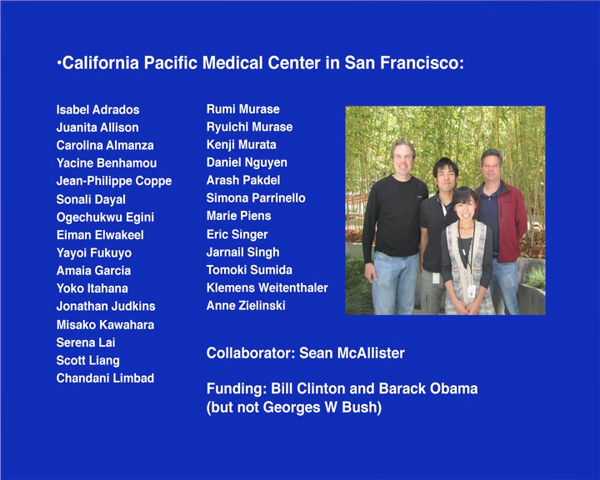 •California Pacific Medical Center in San Francisco:
Isabel Adrados
Juanita Allison
Carolina Almanza
Yacine Benhamou
Jean-Philippe Coppe
Sonali Dayal
Ogechukwu Egini
Eiman Elwakeel
Yayoi Fukuyo
Amaia Garcia
Yoko Itahana
Jonathan Judkins
Misako Kawahara
Serena Lai
Scott Liang
Chandani Limbad
Rumi Murase
Ryuichi Murase
Kenji Murata
Daniel Nguyen
Arash Pakdel
Simona Parrinello
Marie Piens
Eric Singer
Jarnail Singh
Tomoki Sumida
Klemens Weitenthaler
Anne Zielinski
Collaborator: Sean McAllister
Funding: Bill Clinton and Barack Obama
(but not Georges W Bush)